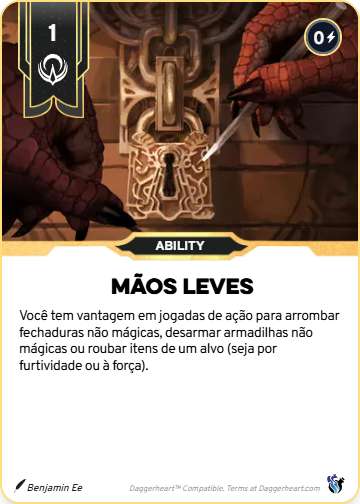 1
0
ABILITY
MÃOS LEVES
Você tem vantagem em jogadas de ação para arrombar
fechaduras não mágicas, desarmar armadilhas não
mágicas ou roubar itens de um alvo (seja por
furtividade ou à força).
Benjamin Ee
Daggerheart™ Compatible. Terms at Daggerheart.com